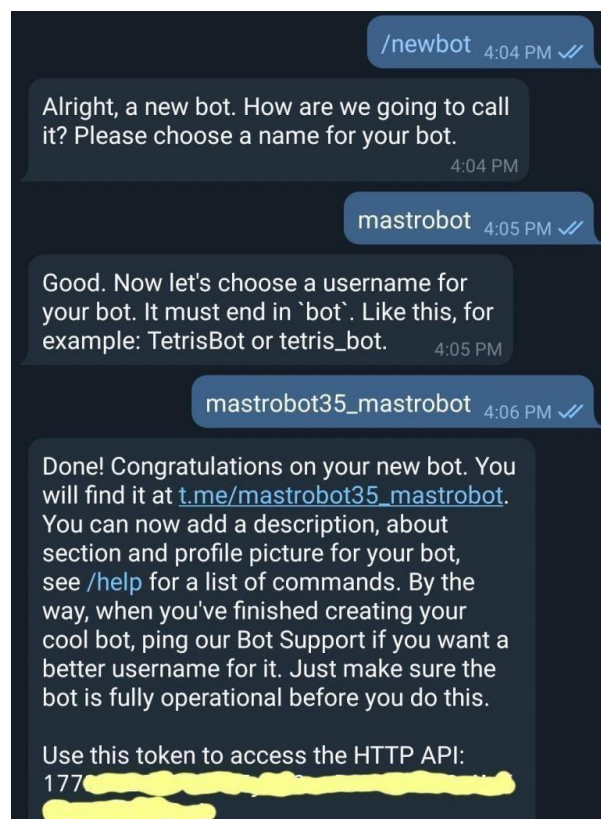 /newbot 4:04 PM
Alright, a new bot. How are we going to call
it? Please choose a name for your bot.
4:04 PM
mastrobot 4:05 PM
Good. Now let's choose a username for
your bot. It must end in `bot`. Like this, for
example: TetrisBot or tetris_bot. 4:05 PM
mastrobot35_mastrobot 4:06 PM
Done! Congratulations on your new bot. You
will find it at t.me/mastrobot35_mastrobot.
You can now add a description, about
section and profile picture for your bot,
see /help for a list of commands. By the
way, when you've finished creating your
cool bot, ping our Bot Support if you want a
better username for it. Just make sure the
bot is fully operational before you do this.
Use this token to access the HTTP API:
177